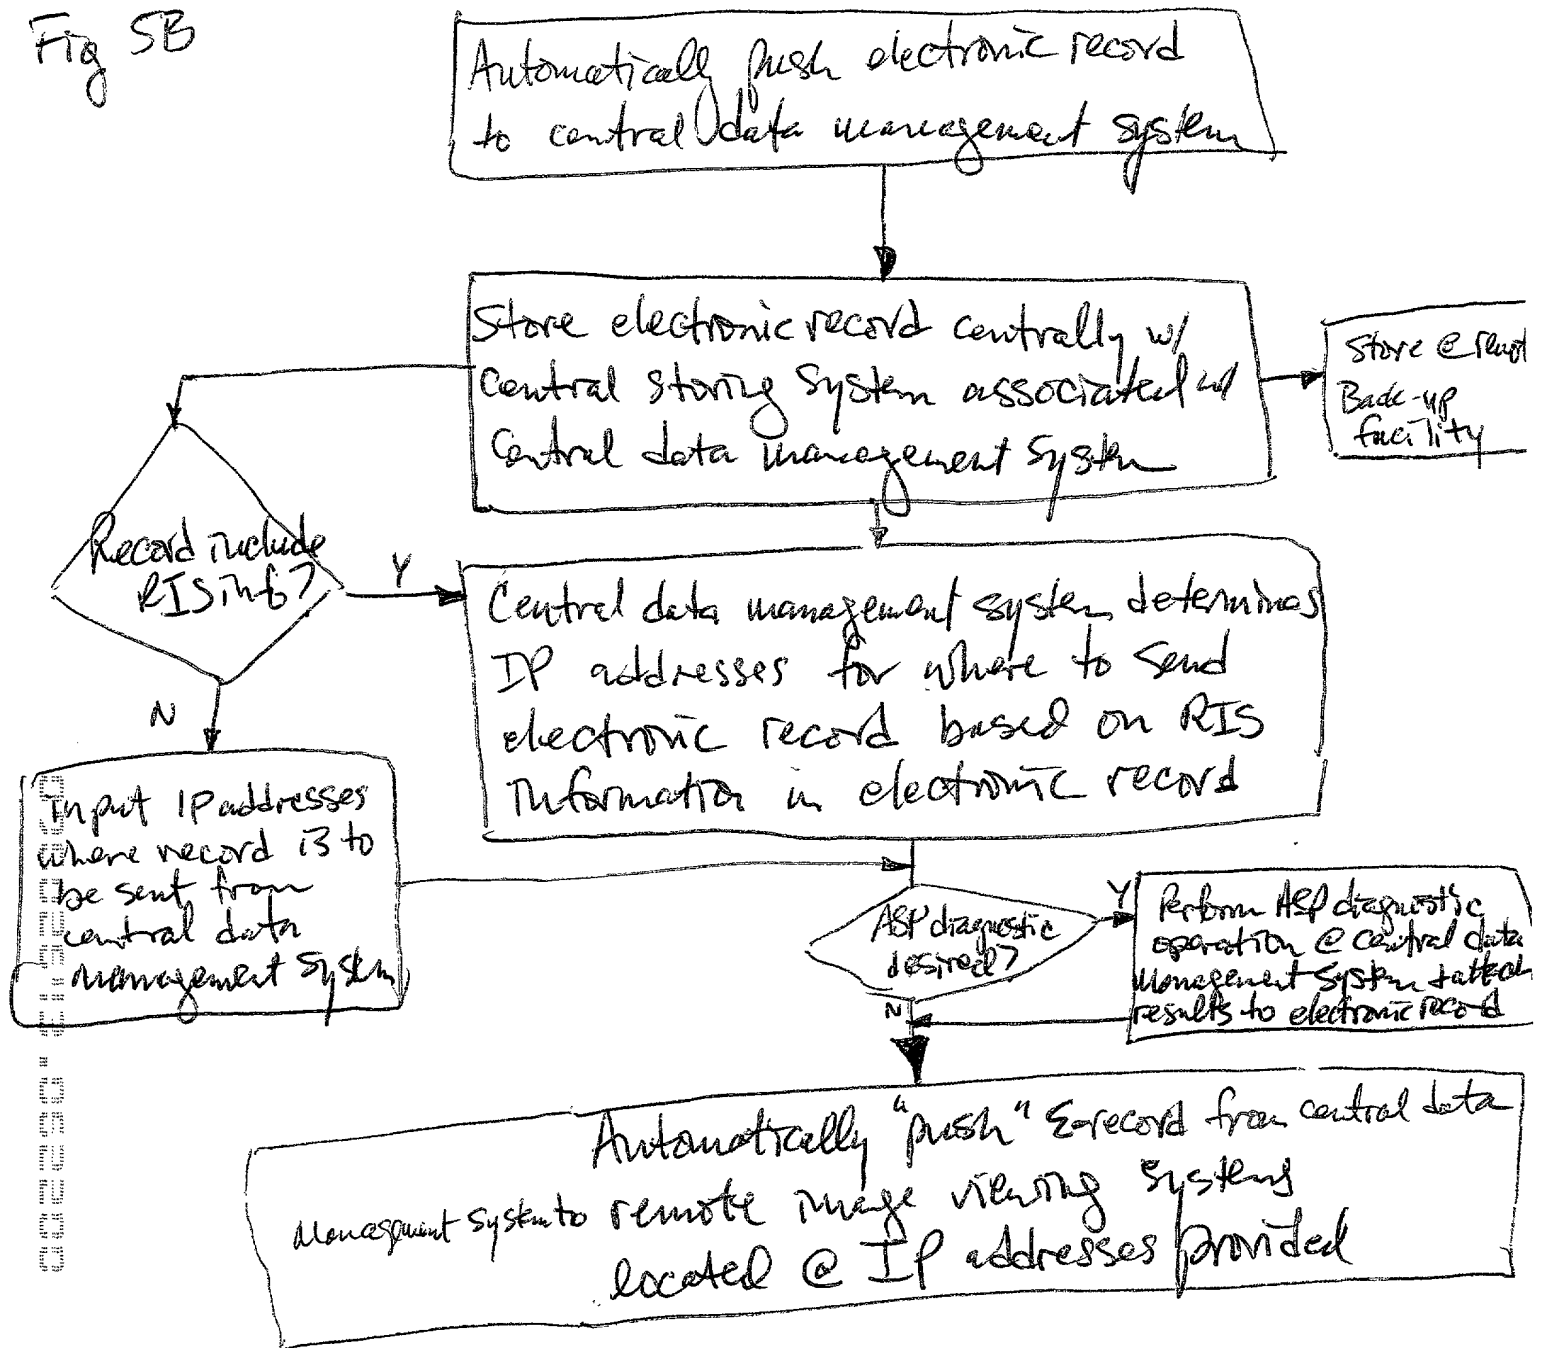 Fig 5B
Automatically push electronic record
to central data management system
Store electronic record centrally w/
Central storing System associated w/
Central data management System
Store @ remot
Back-up
facility
Record include
RIS info?
Y
N
Central data management system determines
IP addresses for where to Send
electronic record based on RIS
Information in electronic record
Input IP addresses
where record is to
be sent from
central data
management System
ASP diagnostic
desired?
Y
N
Perform ASP diagnostic
operation @ Central data
Management System + attach
results to electronic record
Automatically "push" E-record from central data
Management System to remote image viewing systems
located @ IP addresses provided